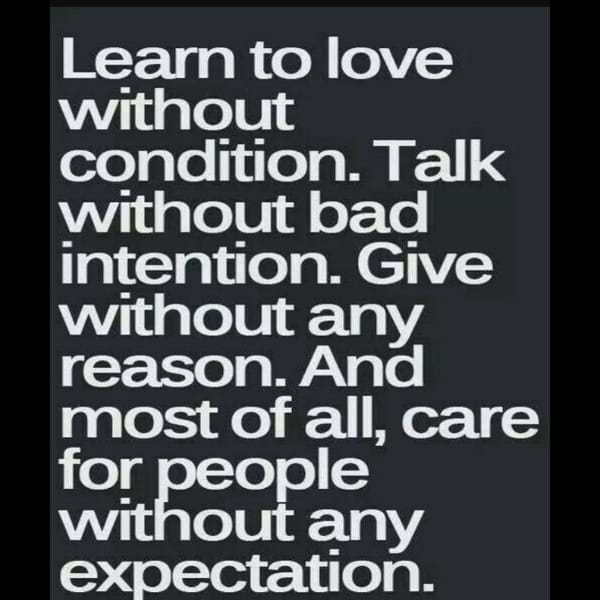 Learn to love
without
condition. Talk
without bad
intention. Give
without any
reason. And
most of all, care
for people
without any
expectation.